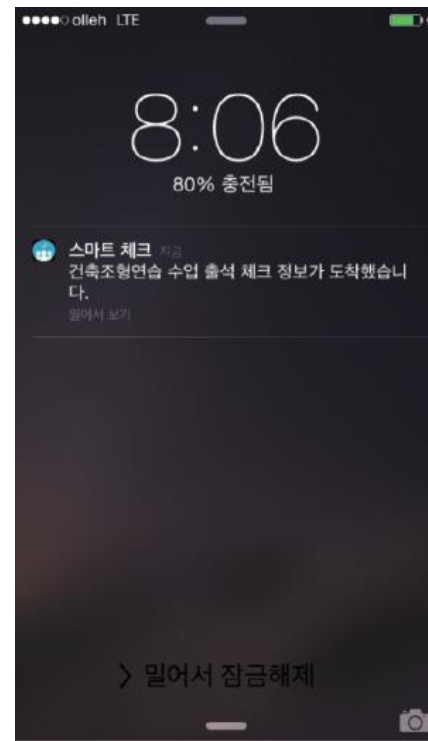 olleh LTE
8:06
80% 충전됨
스마트 체크 지금
건축조형연습 수업 출석 체크 정보가 도착했습니
다.
밀어서 보기
> 밀어서 잠금해제